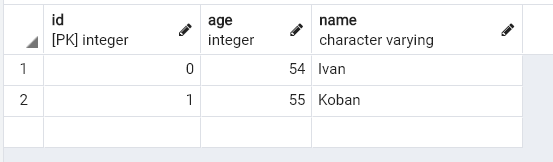 id age name
[PK] integer integer character varying
1 0 54 Ivan
2 1 55 Koban